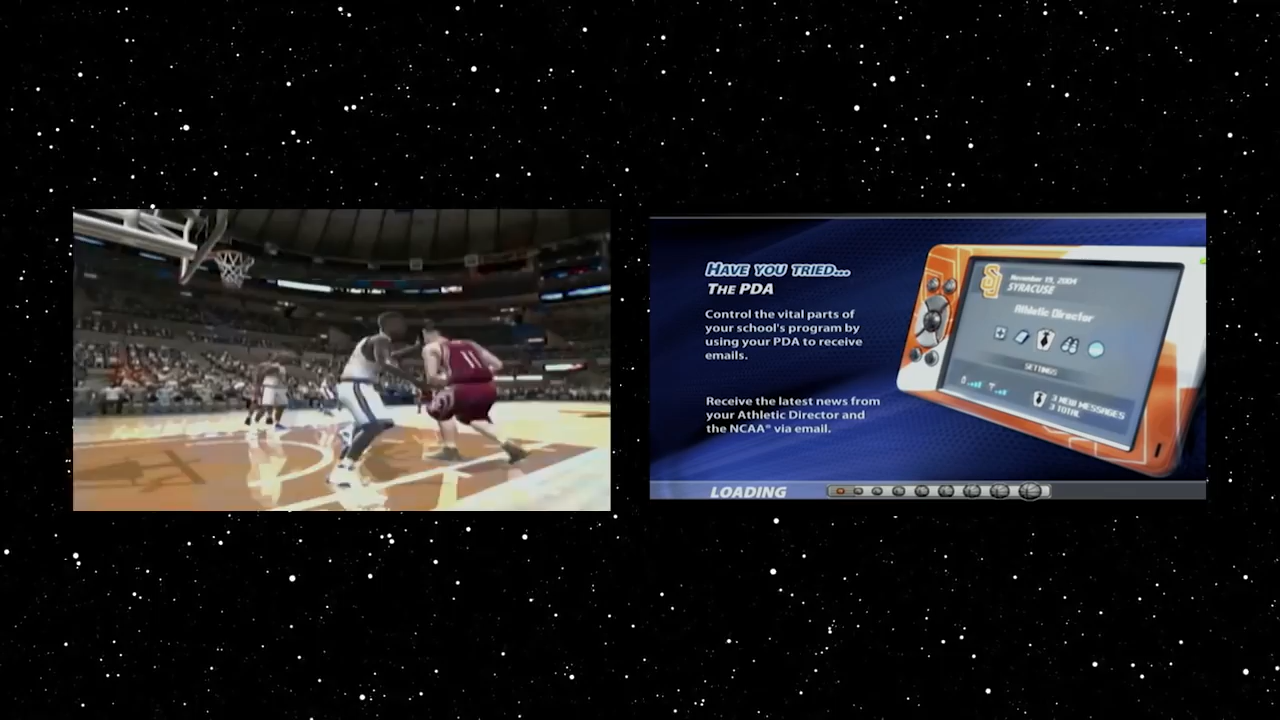 11
HAVE YOU TRIED...
THE PDA
Control the vital parts of
your school's program by
using your PDA to receive
emails.
Receive the latest news from
your Athletic Director and
the NCAA® via email.
November 15, 2004
SYRACUSE
Athletic Director
SETTINGS
3 NEW MESSAGES
3 TOTAL
LOADING